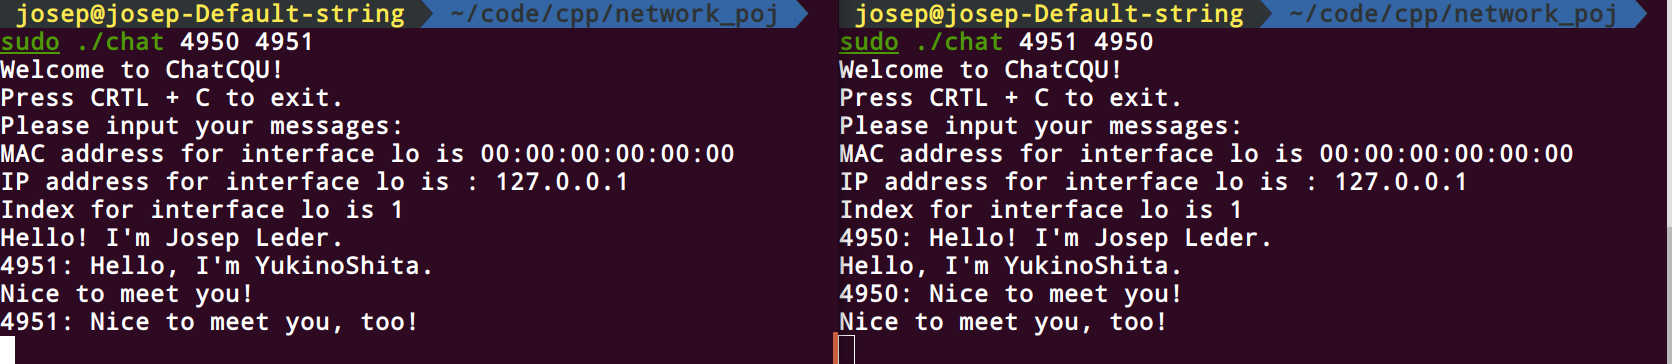 josep@josep-Default-string ~/code/cpp/network_poj
sudo ./chat 4950 4951
Welcome to ChatCQU!
Press CRTL + C to exit.
Please input your messages:
MAC address for interface lo is 00:00:00:00:00:00
IP address for interface lo is : 127.0.0.1
Index for interface lo is 1
Hello! I'm Josep Leder.
4951: Hello, I'm YukinoShita.
Nice to meet you!
4951: Nice to meet you, too!
josep@josep-Default-string ~/code/cpp/network_poj
sudo ./chat 4951 4950
Welcome to ChatCQU!
Press CRTL + C to exit.
Please input your messages:
MAC address for interface lo is 00:00:00:00:00:00
IP address for interface lo is : 127.0.0.1
Index for interface lo is 1
4950: Hello! I'm Josep Leder.
Hello, I'm YukinoShita.
4950: Nice to meet you!
Nice to meet you, too!